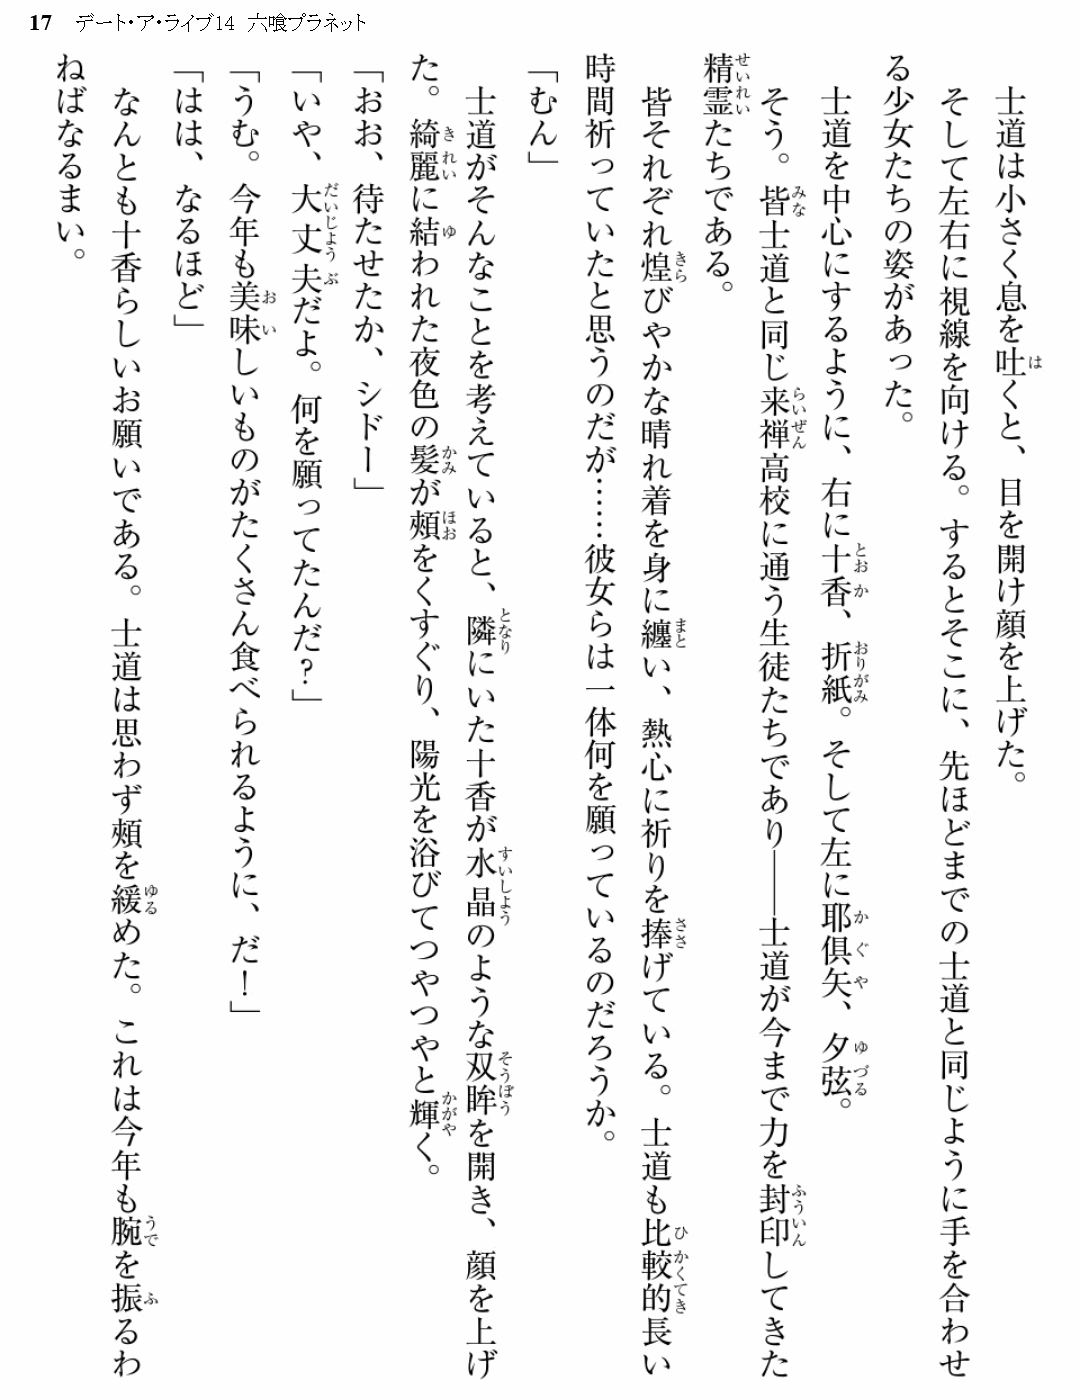 17 デート・ア・ライブ14 六喰プラネット
士道は小さく息を吐くと、目を開け顔を上げた。
そして左右に視線を向ける。するとそこに、先ほどまでの士道と同じように手を合わせ
る少女たちの姿があった。
士道を中心にするように、右に十香、折紙。そして左に耶倶矢、夕弦。
そう。皆士道と同じ来禅高校に通う生徒たちであり――士道が今まで力を封印してきた
精霊たちである。
皆それぞれ煌びやかな晴れ着を身に纏い、熱心に祈りを捧げている。士道も比較的長い
時間祈っていたと思うのだが……彼女らは一体何を願っているのだろうか。
「むん」
士道がそんなことを考えていると、隣にいた十香が水晶のような双眸を開き、顔を上げ
た。綺麗に結われた夜色の髪が頬をくすぐり、陽光を浴びてつやつやと輝く。
「おお、待たせたか、シドー」
「いや、大丈夫だよ。何を願ってたんだ?」
「うむ。今年も美味しいものがたくさん食べられるように、だ!」
「はは、なるほど」
なんとも十香らしいお願いである。士道は思わず頬を緩めた。これは今年も腕を振るわ
ねばなるまい。